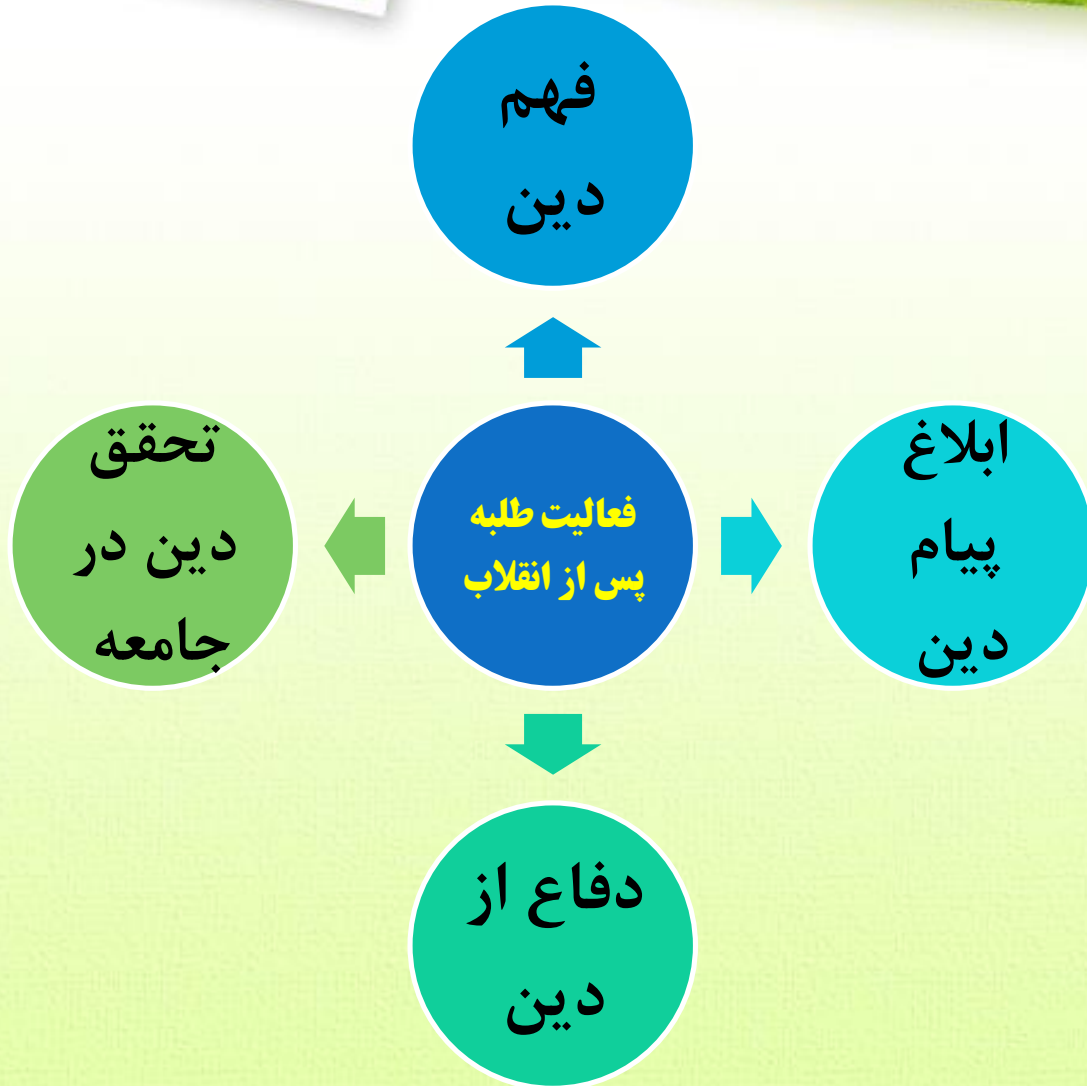 فهم
دین
ابلاغ
پیام
دین
فعالیت طلبه
پس از انقلاب
تحقق
دین در
جامعه
دفاع از
دین